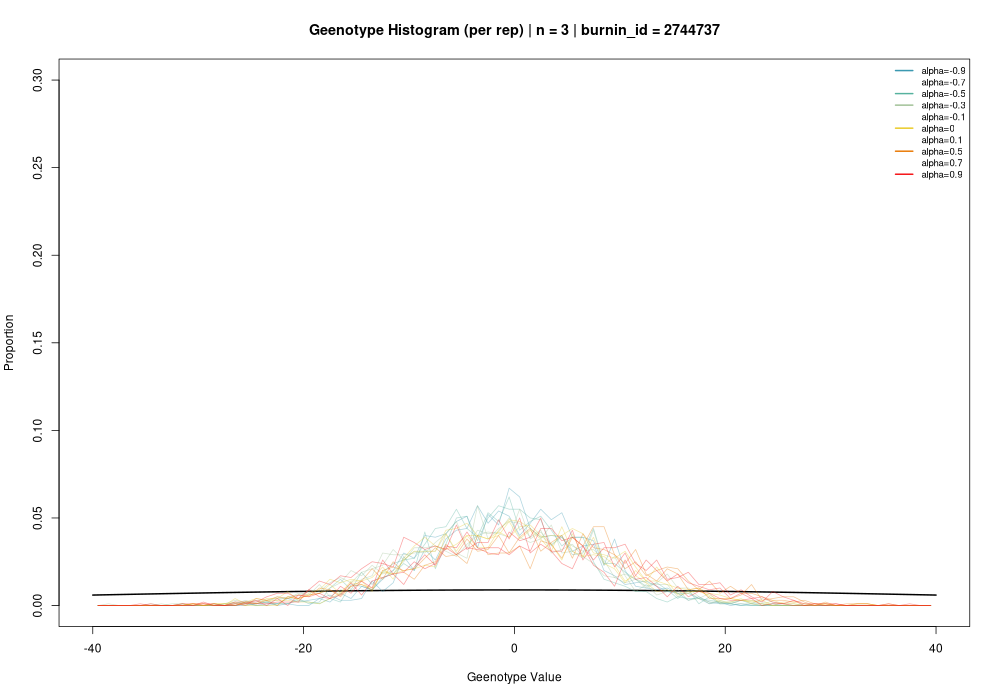 Geenotype Histogram (per rep) | n = 3 | burnin_id = 2744737
alpha=-0.9
alpha=-0.7
alpha=-0.5
alpha=-0.3
alpha=-0.1
alpha=0
alpha=0.1
alpha=0.5
alpha=0.7
alpha=0.9
Proportion
0.30
0.25
0.20
0.15
0.10
0.05
0.00
-40
-20
0
20
40
Geenotype Value